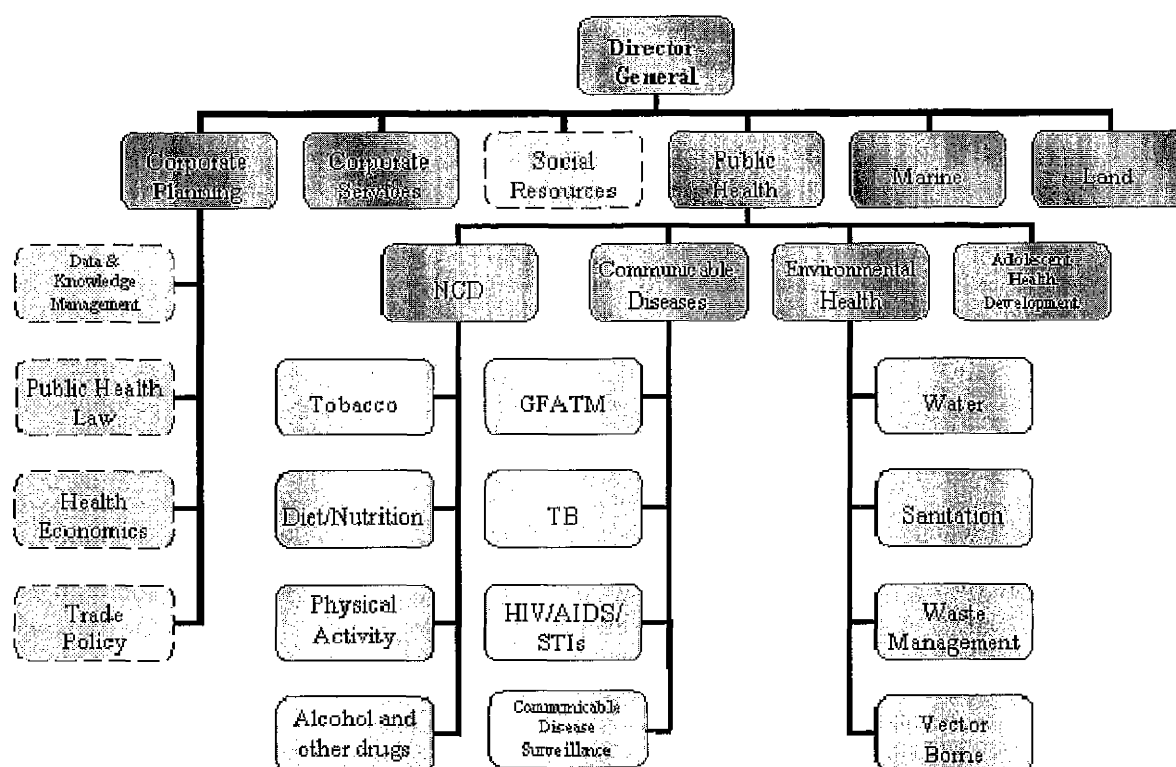 Director-
General
Corporate
Planning
Corporate
Services
Social
Resources
Public
Health
Marine
Land
Data &
Knowledge
Management
NCD
Communicable
Diseases
Environmental
Health
Adolescent
Health
Development
Public Health
Law
Tobacco
GFATM
Water
Health
Economics
Diet/Nutrition
TB
Sanitation
Trade
Policy
Physical
Activity
HIV/AIDS/
STIs
Waste
Management
Alcohol and
other drugs
Communicable
Disease
Surveillance
Vector
Borne